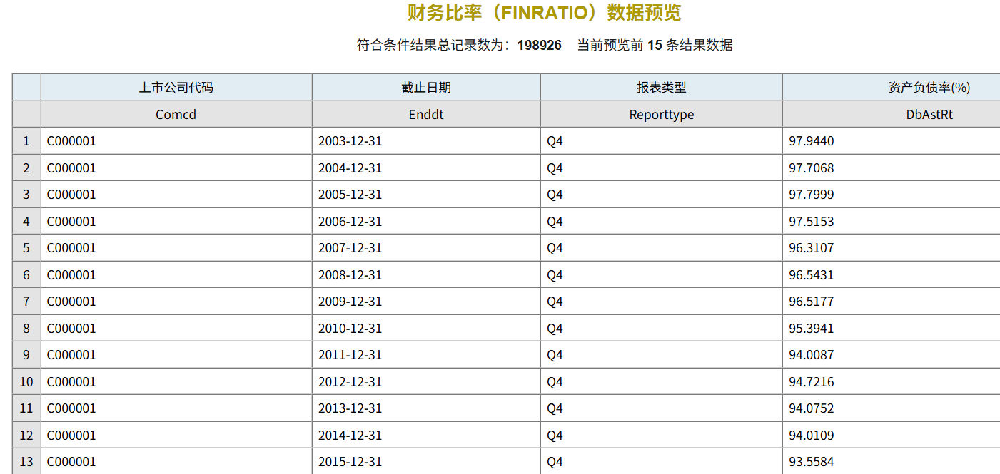 财务比率（FINRATIO）数据预览
符合条件结果总记录数为：198926 当前预览前 15 条结果数据
上市公司代码 截止日期 报表类型 资产负债率(%)
Comcd Enddt Reporttype DbAstRt
1 C000001 2003-12-31 Q4 97.9440
2 C000001 2004-12-31 Q4 97.7068
3 C000001 2005-12-31 Q4 97.7999
4 C000001 2006-12-31 Q4 97.5153
5 C000001 2007-12-31 Q4 96.3107
6 C000001 2008-12-31 Q4 96.5431
7 C000001 2009-12-31 Q4 96.5177
8 C000001 2010-12-31 Q4 95.3941
9 C000001 2011-12-31 Q4 94.0087
10 C000001 2012-12-31 Q4 94.7216
11 C000001 2013-12-31 Q4 94.0752
12 C000001 2014-12-31 Q4 94.0109
13 C000001 2015-12-31 Q4 93.5584